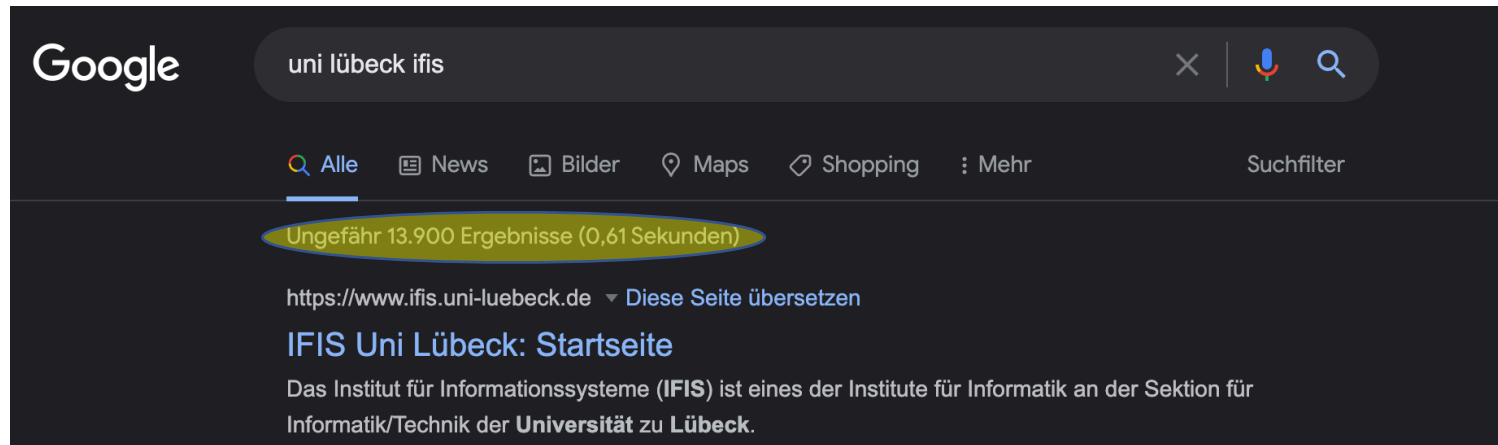 Google
uni lübeck ifis
Alle News Bilder Maps Shopping Mehr Suchfilter
Ungefähr 13.900 Ergebnisse (0,61 Sekunden)
https://www.ifis.uni-luebeck.de Diese Seite übersetzen
IFIS Uni Lübeck: Startseite
Das Institut für Informationssysteme (IFIS) ist eines der Institute für Informatik an der Sektion für
Informatik/Technik der Universität zu Lübeck.